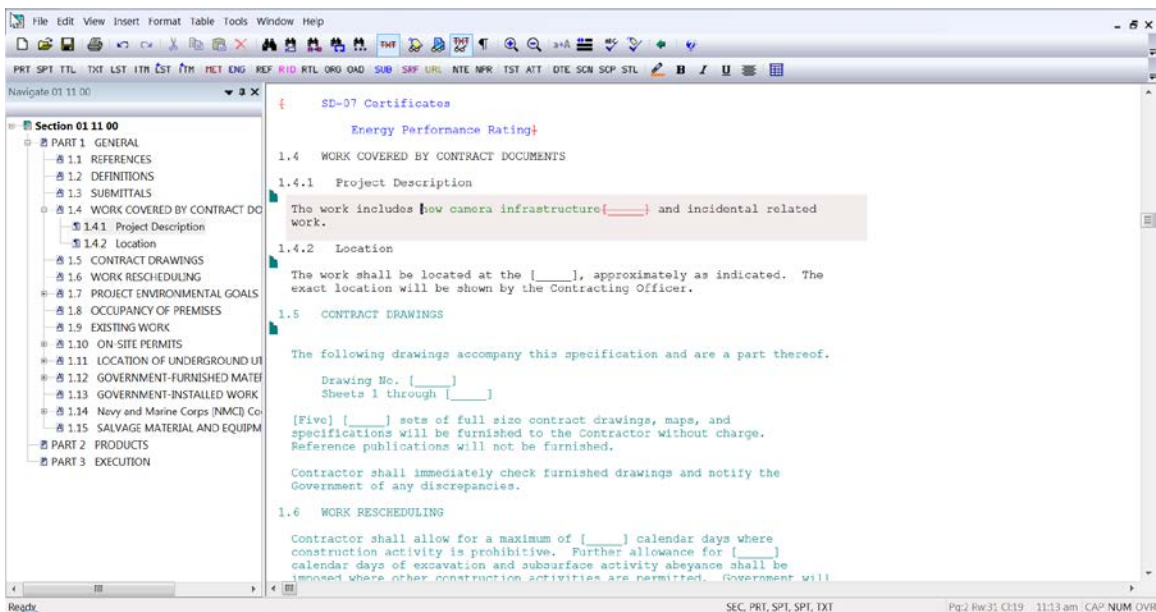 File Edit View Insert Format Table Tools Window Help
PRT SPT TTL TXT LST ITM LST ITM MET ENG REF RID RTL ORG OAD SUB SRF URL NTE NPR TST ATT DTE SCN SCP STL B I U
Navigate 01 11 00
Section 01 11 00
PART 1 GENERAL
1.1 REFERENCES
1.2 DEFINITIONS
1.3 SUBMITTALS
1.4 WORK COVERED BY CONTRACT DO
1.4.1 Project Description
1.4.2 Location
1.5 CONTRACT DRAWINGS
1.6 WORK RESCHEDULING
1.7 PROJECT ENVIRONMENTAL GOALS
1.8 OCCUPANCY OF PREMISES
1.9 EXISTING WORK
1.10 ON-SITE PERMITS
1.11 LOCATION OF UNDERGROUND UT
1.12 GOVERNMENT-FURNISHED MATER
1.13 GOVERNMENT-INSTALLED WORK
1.14 Navy and Marine Corps (NMCI) Co
1.15 SALVAGE MATERIAL AND EQUIPM
PART 2 PRODUCTS
PART 3 EXECUTION
[ SD-07 Certificates
Energy Performance Rating]
1.4 WORK COVERED BY CONTRACT DOCUMENTS
1.4.1 Project Description
The work includes new camera infrastructure[_____] and incidental related
work.
1.4.2 Location
The work shall be located at the [_____], approximately as indicated. The
exact location will be shown by the Contracting Officer.
1.5 CONTRACT DRAWINGS
The following drawings accompany this specification and are a part thereof.
Drawing No. [_____]
Sheets 1 through [_____]
[Five] [_____] sets of full size contract drawings, maps, and
specifications will be furnished to the Contractor without charge.
Reference publications will not be furnished.
Contractor shall immediately check furnished drawings and notify the
Government of any discrepancies.
1.6 WORK RESCHEDULING
Contractor shall allow for a maximum of [_____] calendar days where
construction activity is prohibitive. Further allowance for [_____]
calendar days of excavation and subsurface activity abeyance shall be
imposed where other construction activities are permitted. Government will
Ready SEC, PRT, SPT, SPT, TXT Pg:2 Rw:31 Cl:19 11:13 am CAP NUM OVR